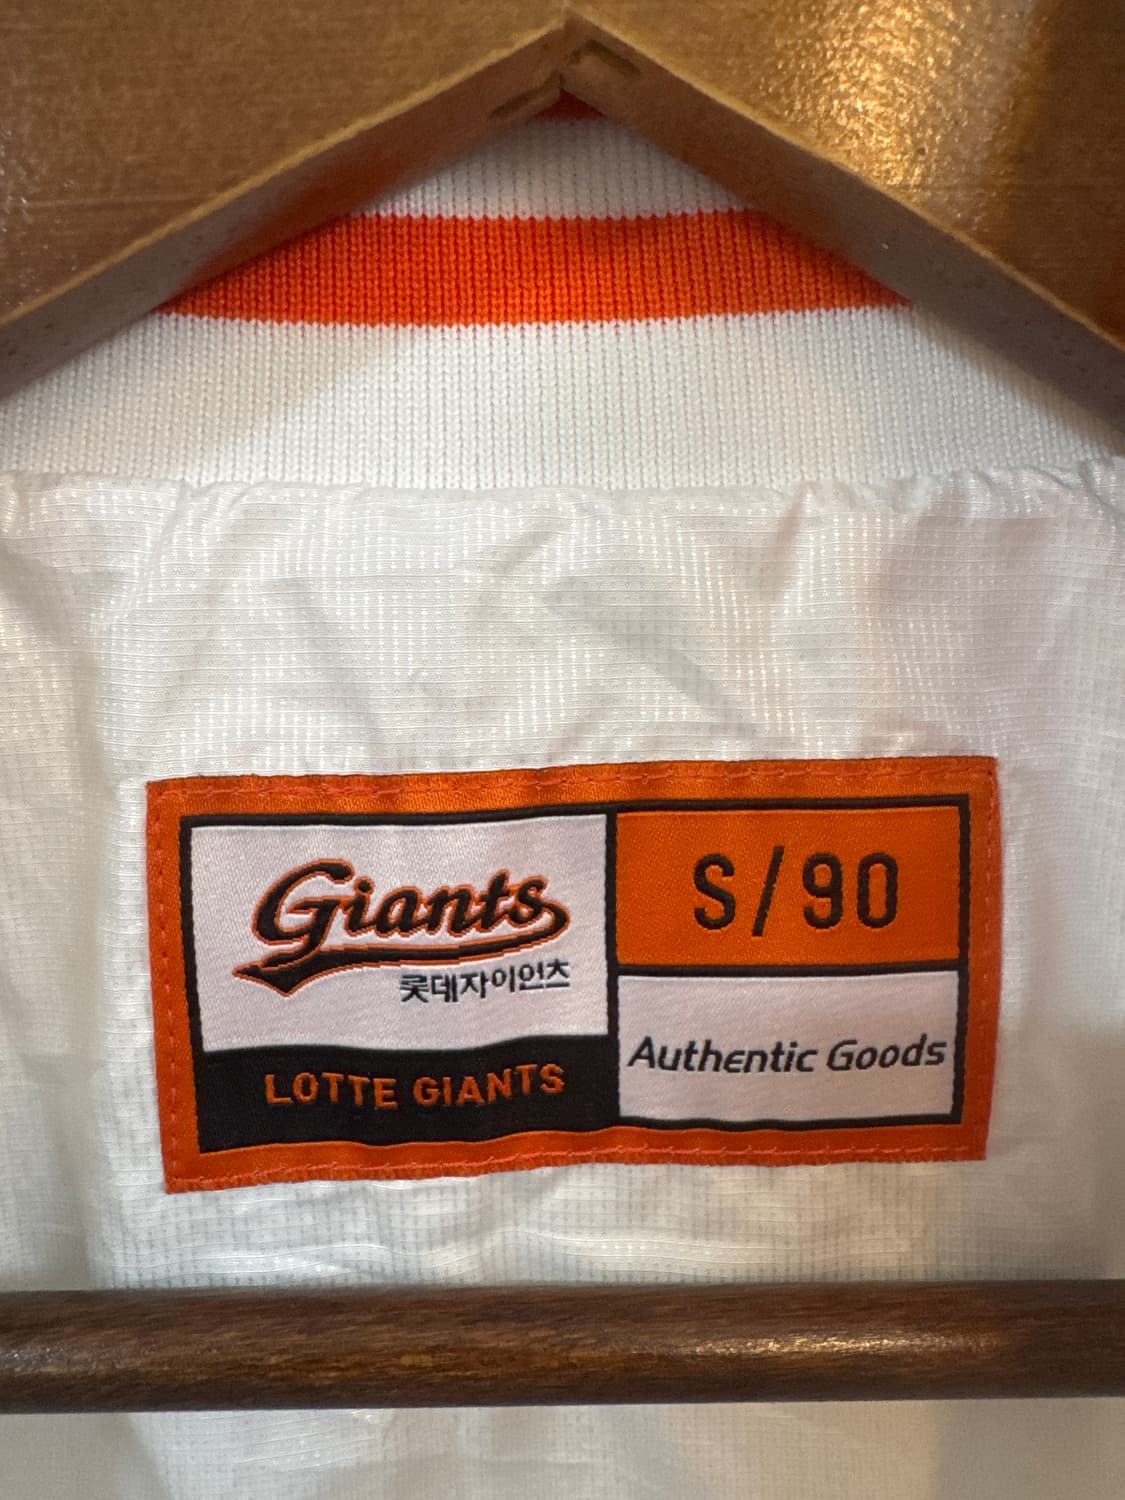 Giants
롯데자이언츠
LOTTE GIANTS
S/90
Authentic Goods